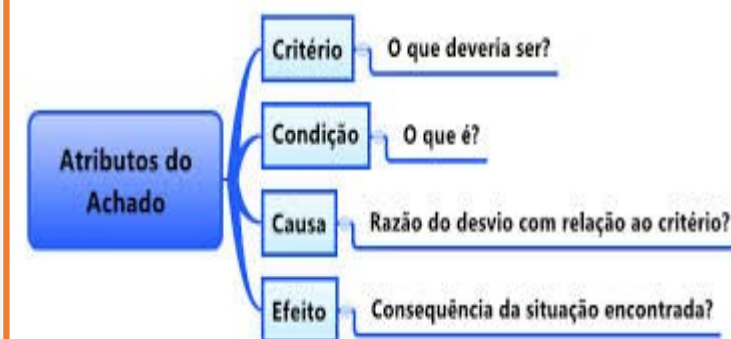 Atributos do
Achado
Critério
O que deveria ser?
Condição
O que é?
Causa
Razão do desvio com relação ao critério?
Efeito
Consequência da situação encontrada?